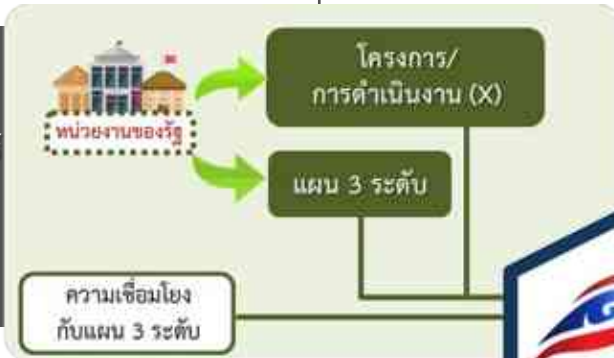 โครงการ/
การดำเนินงาน (X)
หน่วยงานของรัฐ
แผน 3 ระดับ
ความเชื่อมโยง
กับแผน 3 ระดับ